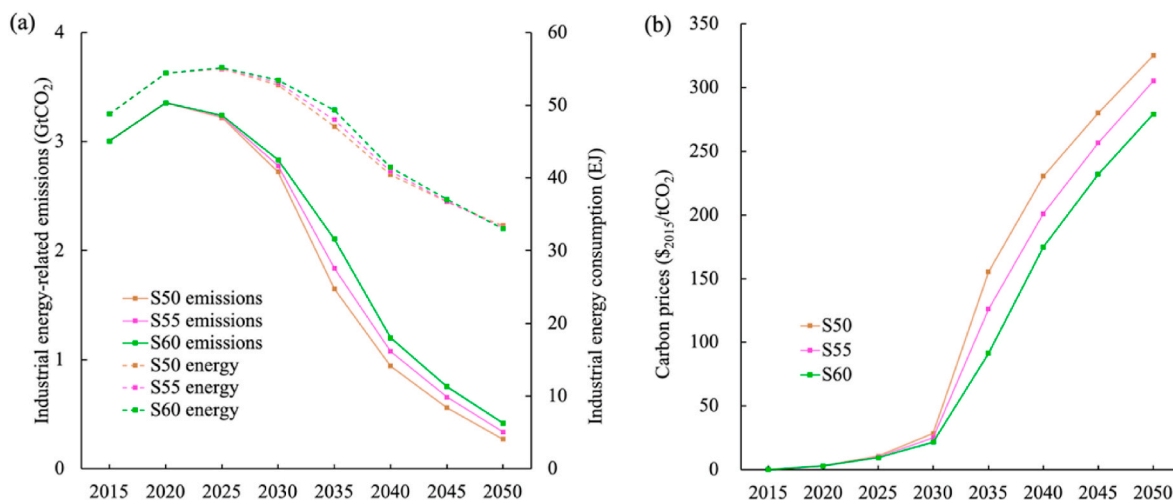 (a)
Industrial energy-related emissions (GtCO₂)
4
3
2
1
0
S50 emissions
S55 emissions
S60 emissions
S50 energy
S55 energy
S60 energy
60
50
40
30
20
10
0
Industrial energy consumption (EJ)
2015 2020 2025 2030 2035 2040 2045 2050
(b)
Carbon prices ($₂₀₁₅/tCO₂)
350
300
250
200
150
100
50
0
S50
S55
S60
2015 2020 2025 2030 2035 2040 2045 2050